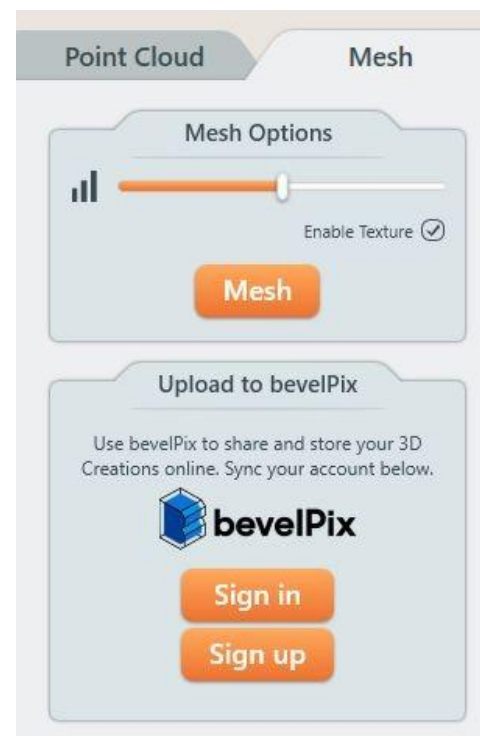 Point Cloud
Mesh
Mesh Options
Enable Texture
Mesh
Upload to bevelPix
Use bevelPix to share and store your 3D
Creations online. Sync your account below.
bevelPix
Sign in
Sign up